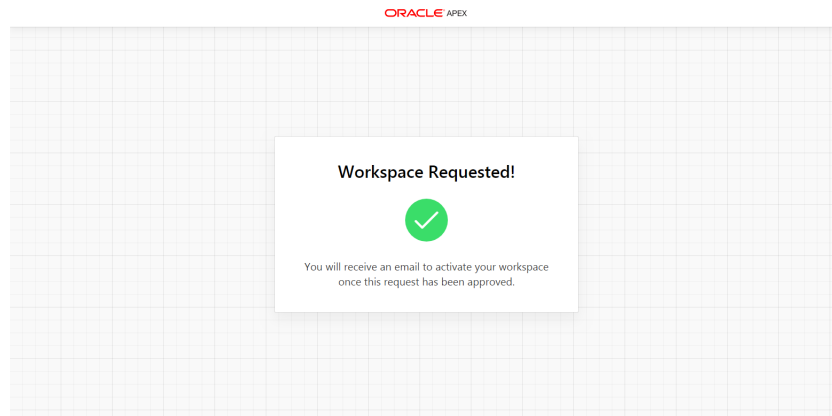 ORACLE APEX
Workspace Requested!
You will receive an email to activate your workspace
once this request has been approved.